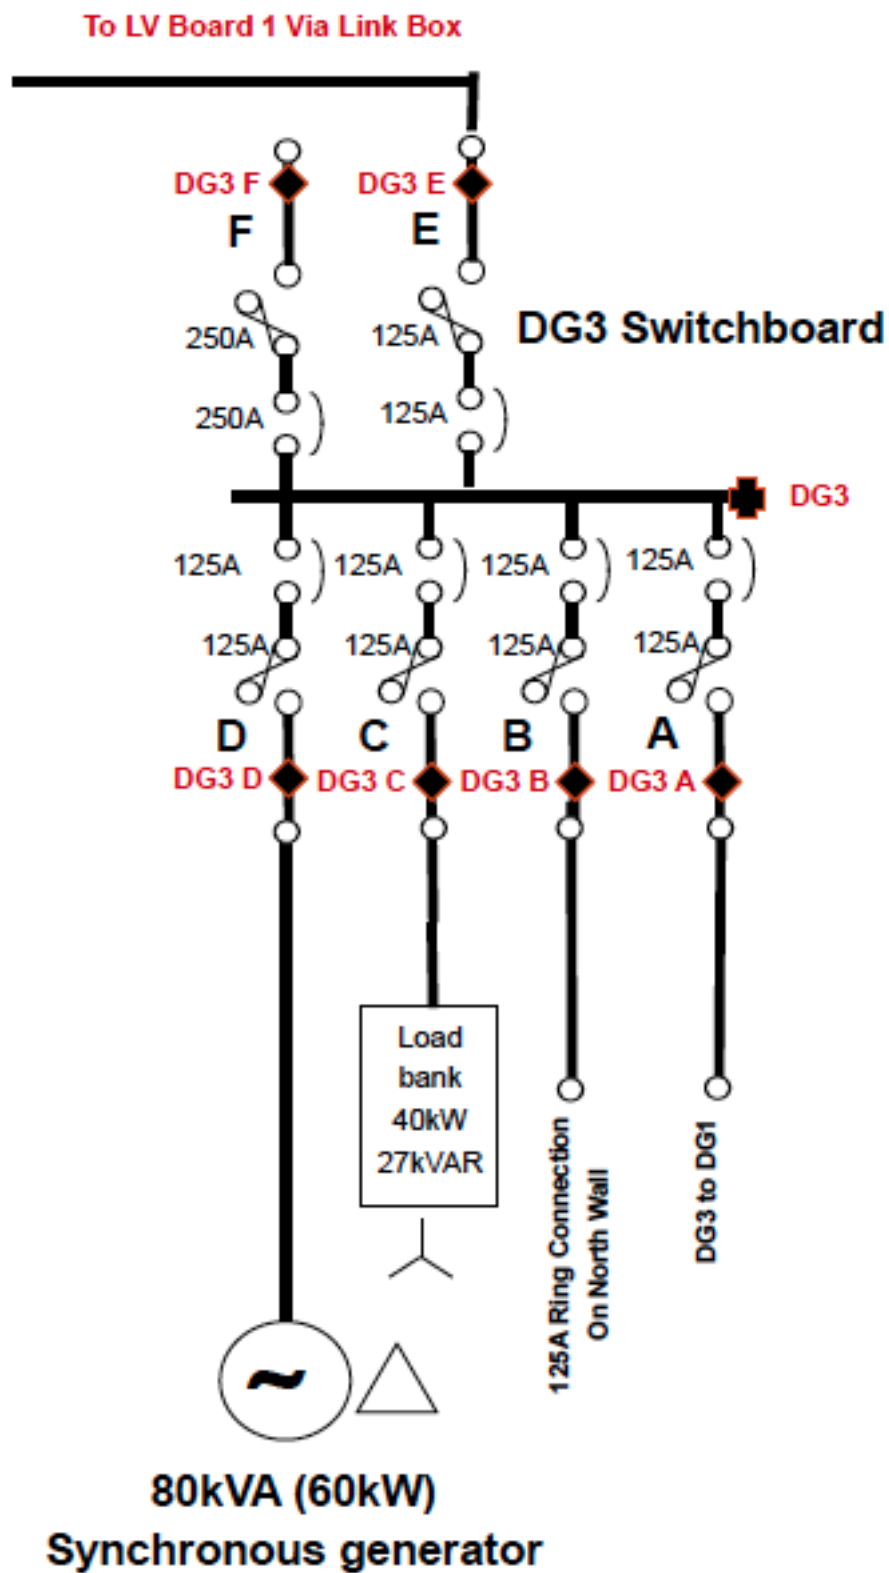 To LV Board 1 Via Link Box
DG3 F
DG3 E
F
E
DG3 Switchboard
250A
125A
250A
125A
DG3
125A
125A
125A
125A
125A
125A
125A
125A
D
C
B
A
DG3 D
DG3 C
DG3 B
DG3 A
Load
bank
40kW
27kVAR
125A Ring Connection
On North Wall
DG3 to DG1
~
80kVA (60kW)
Synchronous generator